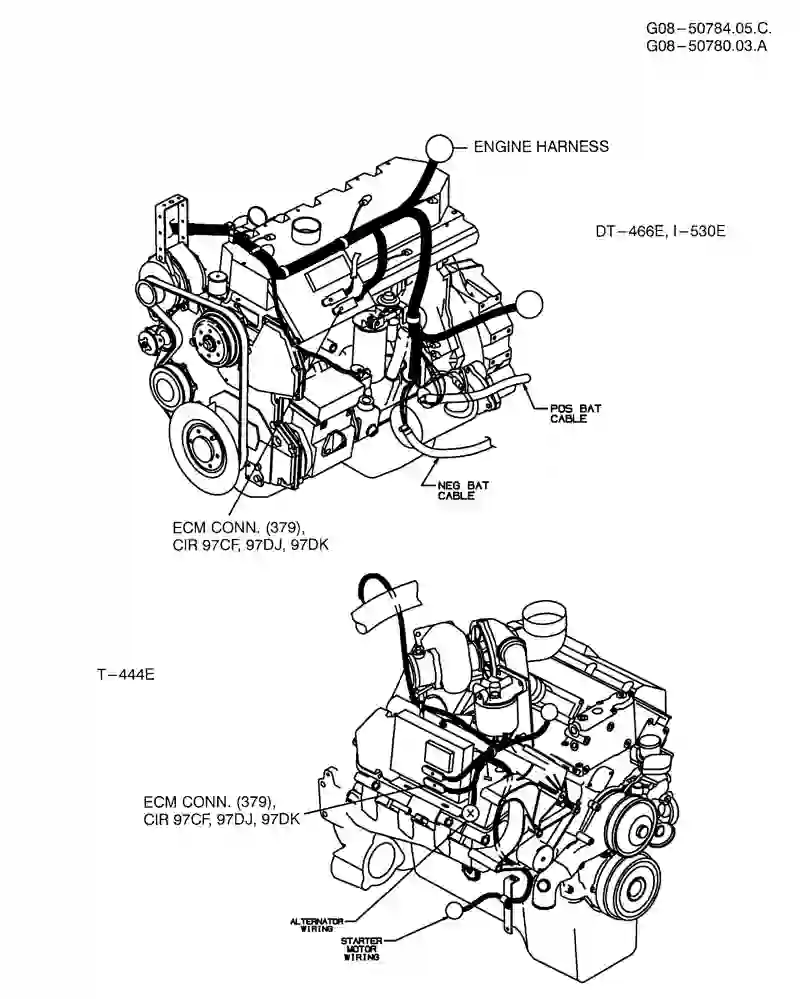 G08-50784.05.C.
G08-50780.03.A
ENGINE HARNESS
DT-466E, I-530E
POS BAT
CABLE
NEG BAT
CABLE
ECM CONN. (379),
CIR 97CF, 97DJ, 97DK
T-444E
ECM CONN. (379),
CIR 97CF, 97DJ, 97DK
ALTERNATOR
WIRING
STARTER
MOTOR
WIRING